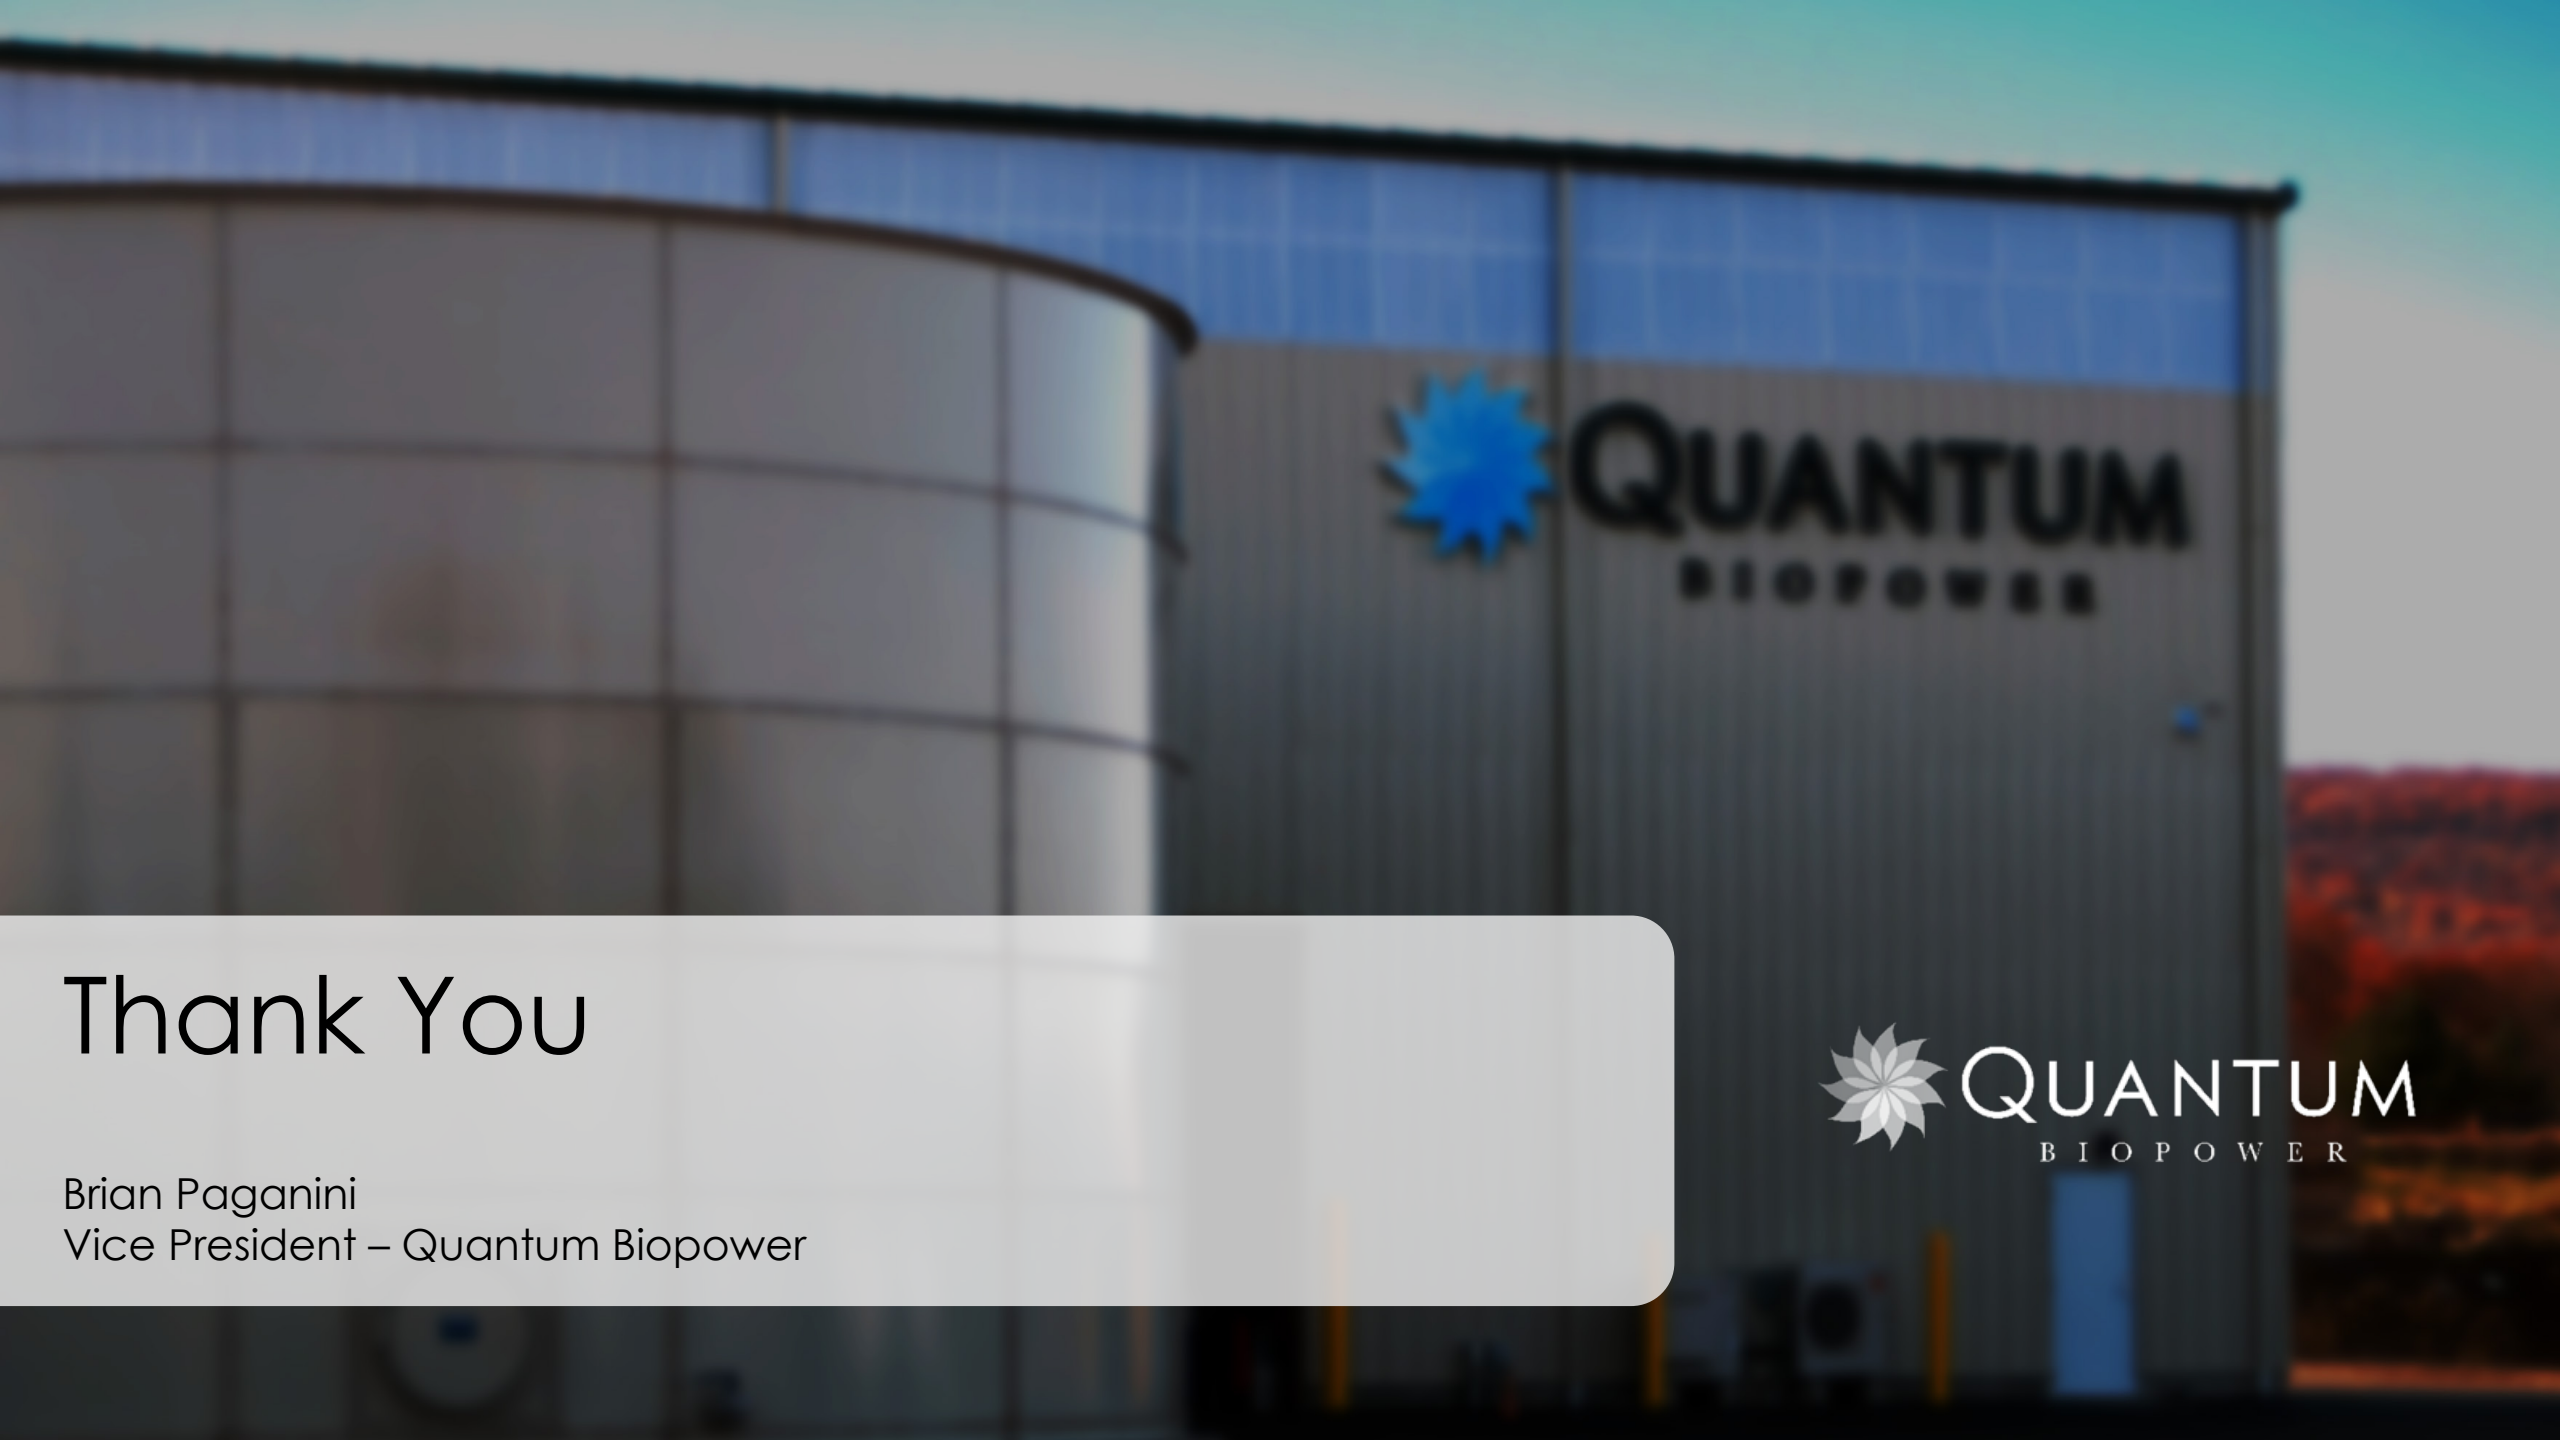 QUANTUM
BIOPOWER
Thank You
Brian Paganini
Vice President – Quantum Biopower
QUANTUM
BIOPOWER